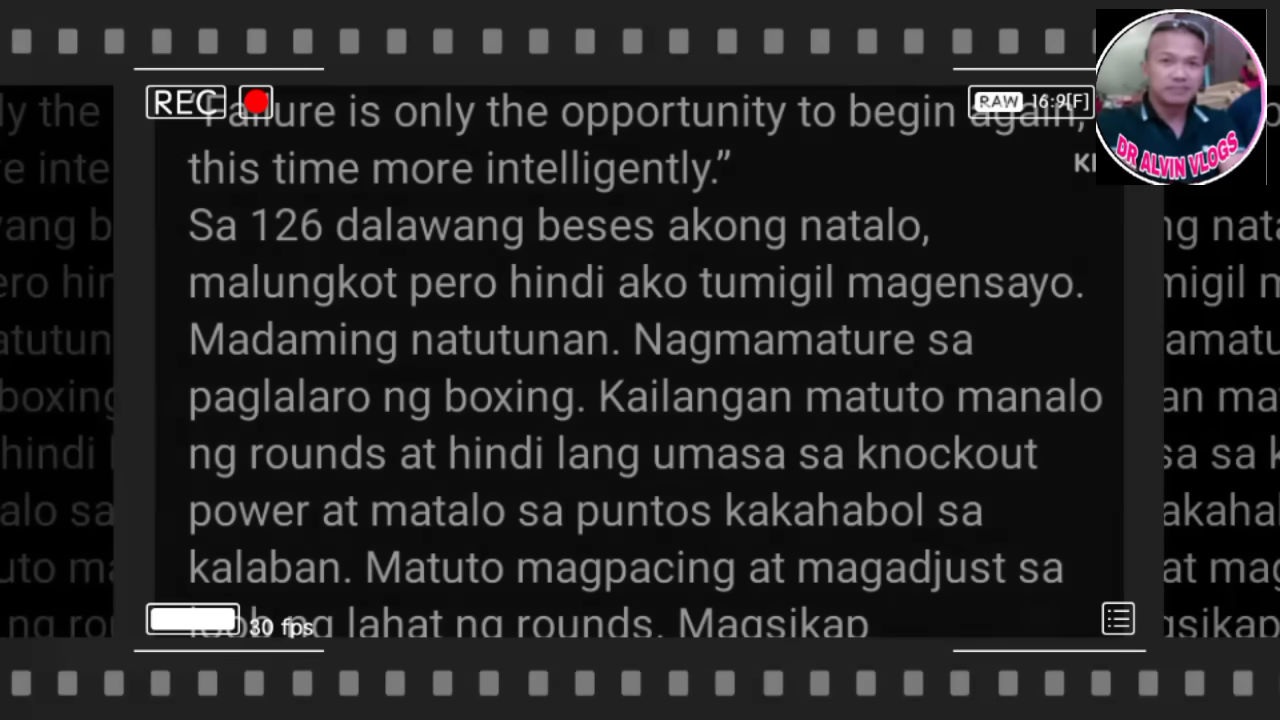 REC
RAW 16:9[F]
"Failure is only the opportunity to begin again,
this time more intelligently.”
Sa 126 dalawang beses akong natalo,
malungkot pero hindi ako tumigil magensayo.
Madaming natutunan. Nagmamature sa
paglalaro ng boxing. Kailangan matuto manalo
ng rounds at hindi lang umasa sa knockout
power at matalo sa puntos kakahabol sa
kalaban. Matuto magpacing at magadjust sa
loob ng lahat ng rounds. Magsikap
30 fps
DR ALVIN VLOGS